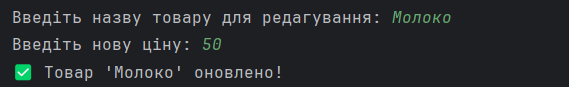 Введіть назву товару для редагування: Молоко
Введіть нову ціну: 50
✅ Товар 'Молоко' оновлено!